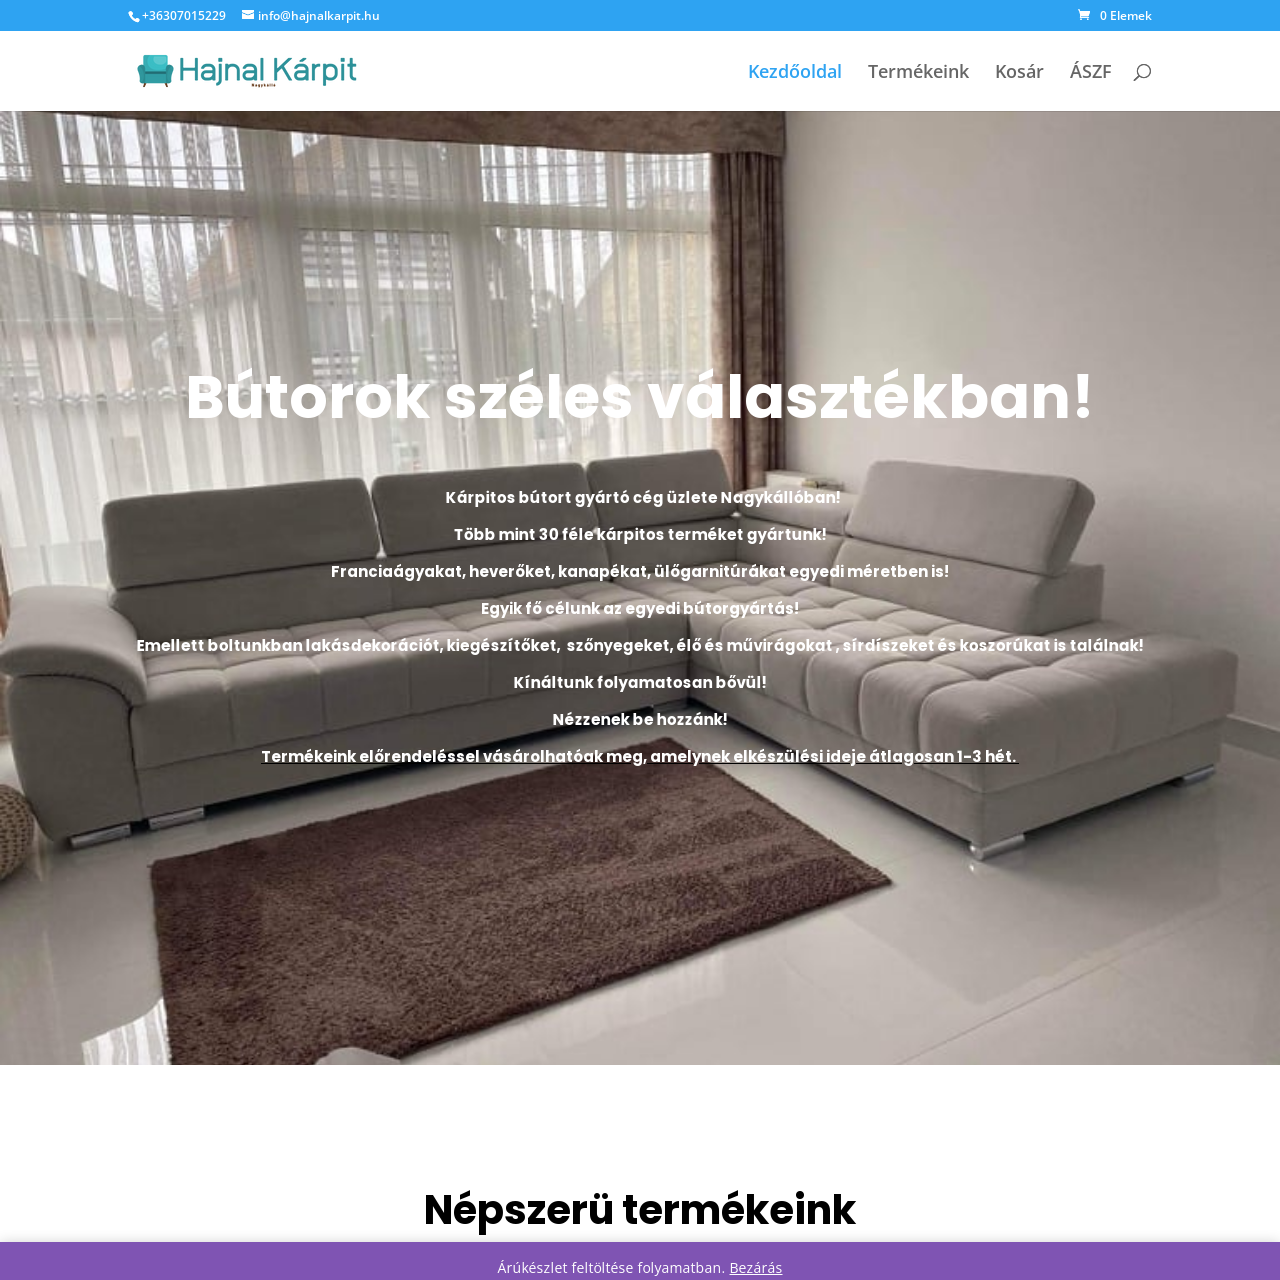 +36307015229 info@hajnalkarpit.hu 0 Elemek
Hajnal Kárpit
Nagykálló
Kezdőoldal Termékeink Kosár ÁSZF
Bútorok széles választékban!
Kárpitos bútort gyártó cég üzlete Nagykállóban!
Több mint 30 féle kárpitos terméket gyártunk!
Franciaágyakat, heverőket, kanapékat, ülőgarnitúrákat egyedi méretben is!
Egyik fő célunk az egyedi bútorgyártás!
Emellett boltunkban lakásdekorációt, kiegészítőket, szőnyegeket, élő és művirágokat , sírdíszeket és koszorúkat is találnak!
Kínáltunk folyamatosan bővül!
Nézzenek be hozzánk!
Termékeink előrendeléssel vásárolhatóak meg, amelynek elkészülési ideje átlagosan 1-3 hét.
Népszerü termékeink
Árúkészlet feltöltése folyamatban. Bezárás